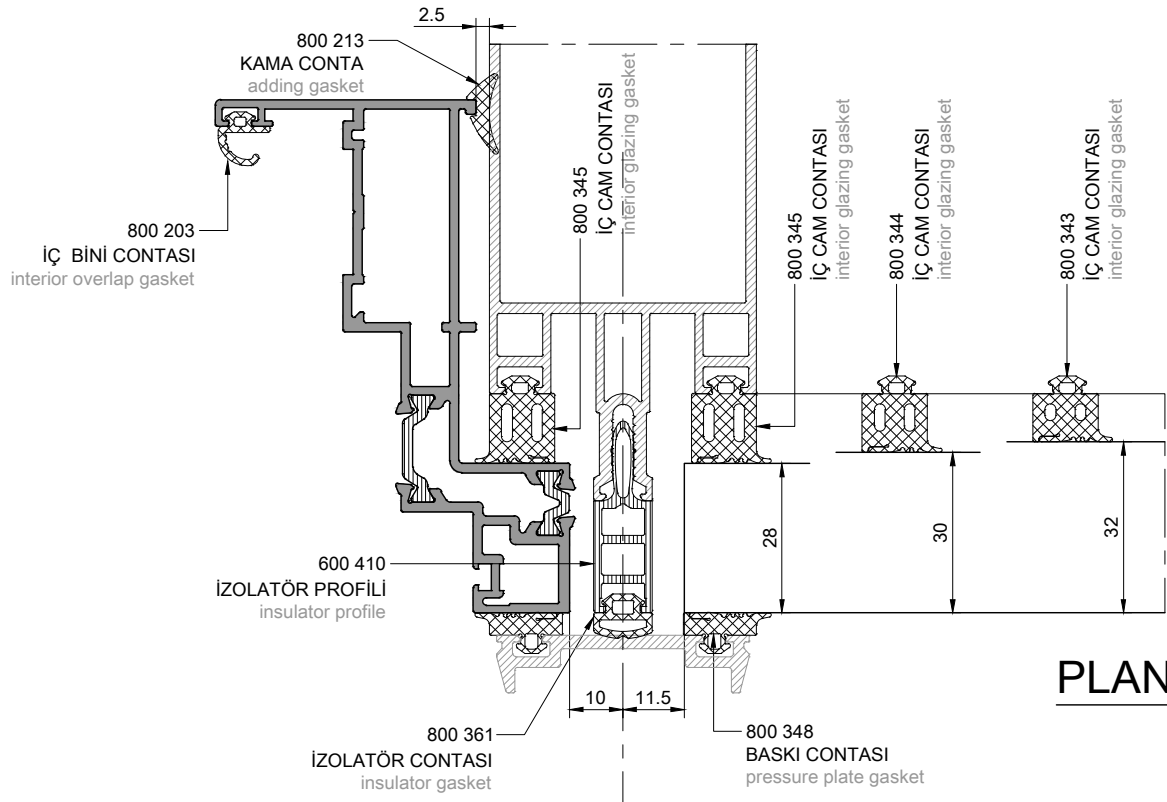 2.5
800 213
KAMA CONTA
adding gasket
800 345
İÇ CAM CONTASI
interior glazing gasket
800 345
İÇ CAM CONTASI
interior glazing gasket
800 344
İÇ CAM CONTASI
interior glazing gasket
800 343
İÇ CAM CONTASI
interior glazing gasket
800 203
İÇ BİNİ CONTASI
interior overlap gasket
28
30
32
600 410
İZOLATÖR PROFİLİ
insulator profile
PLAN
10
11.5
800 361
İZOLATÖR CONTASI
insulator gasket
800 348
BASKI CONTASI
pressure plate gasket